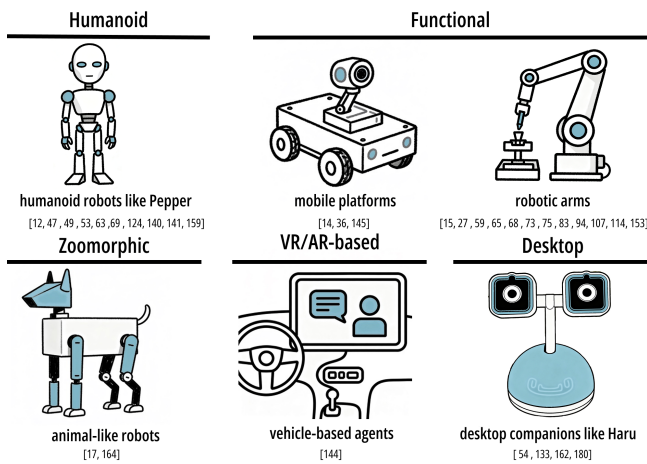 Humanoid
Functional
humanoid robots like Pepper
[12, 47 , 49 , 53, 63 ,69 , 124, 140, 141, 159]
mobile platforms
[14, 36, 145]
robotic arms
[15, 27 , 59 , 65 , 68 , 73 , 75 , 83 , 94, 107, 114, 153]
Zoomorphic
VR/AR-based
Desktop
animal-like robots
[17, 164]
vehicle-based agents
[144]
desktop companions like Haru
[ 54 , 133, 162, 180]